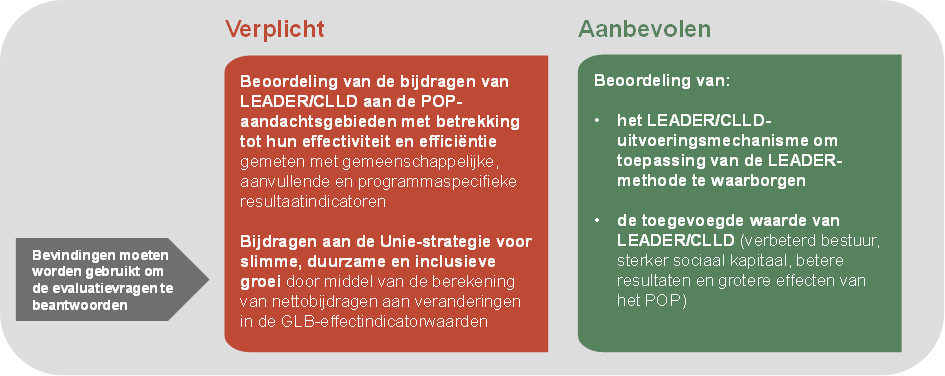 Verplicht
Beoordeling van de bijdragen van
LEADER/CLLD aan de POP-
aandachtsgebieden met betrekking
tot hun effectiviteit en efficiëntie
gemeten met gemeenschappelijke,
aanvullende en programmaspecifieke
resultaatindicatoren
Bijdragen aan de Unie-strategie voor
slimme, duurzame en inclusieve
groei door middel van de berekening
van nettobijdragen aan veranderingen
in de GLB-effectindicatorwaarden
Aanbevolen
Beoordeling van:
• het LEADER/CLLD-
uitvoeringsmechanisme om
toepassing van de LEADER-
methode te waarborgen
• de toegevoegde waarde van
LEADER/CLLD (verbeterd bestuur,
sterker sociaal kapitaal, betere
resultaten en grotere effecten van
het POP)
Bevindingen moeten
worden gebruikt om
de evaluatievragen te
beantwoorden